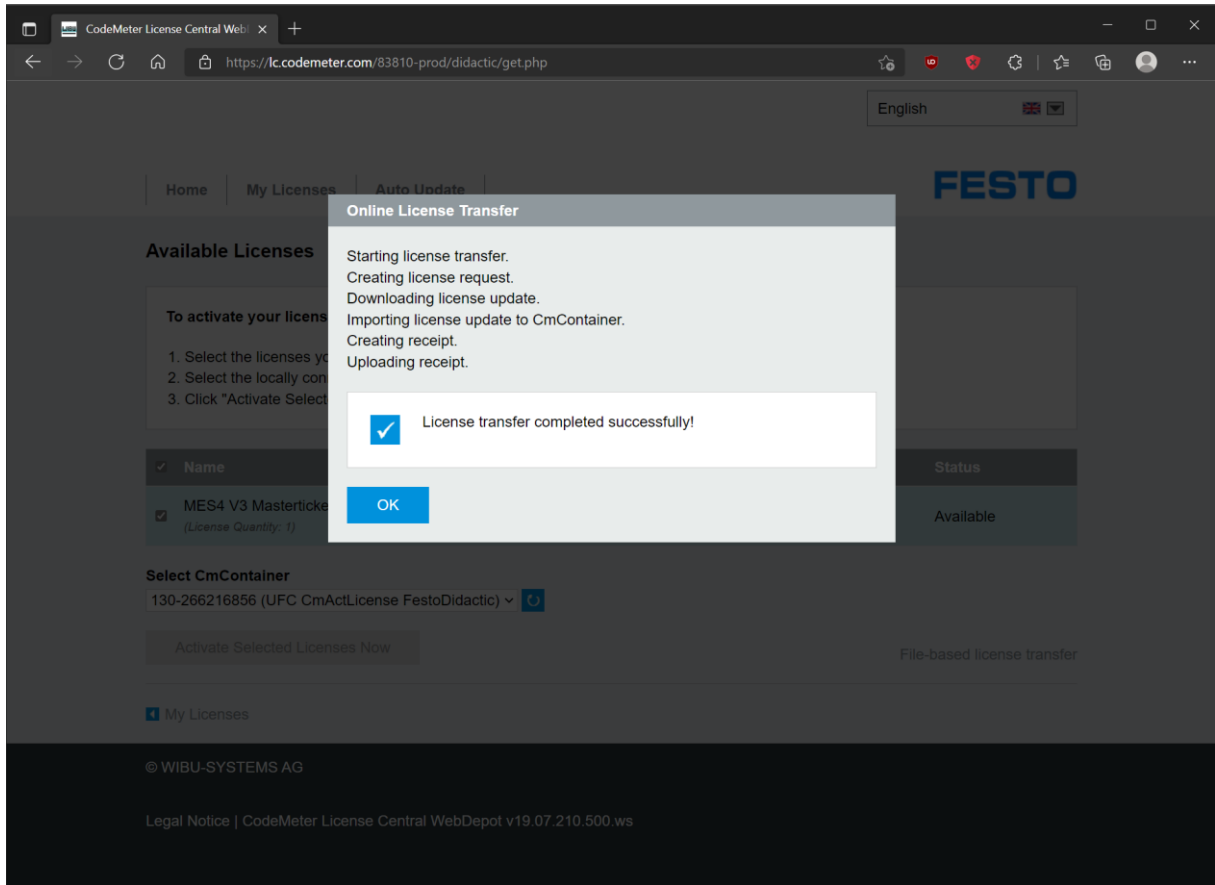 CodeMeter License Central Web
https://lc.codemeter.com/83810-prod/didactic/get.php
English
Home
My Licenses
Auto Update
FESTO
Online License Transfer
Available Licenses
Starting license transfer.
Creating license request.
Downloading license update.
Importing license update to CmContainer.
Creating receipt.
Uploading receipt.
To activate your licens
1. Select the licenses yo
2. Select the locally con
3. Click "Activate Select
License transfer completed successfully!
OK
Name
Status
MES4 V3 Masterticke
(License Quantity: 1)
Available
Select CmContainer
130-266216856 (UFC CmActLicense FestoDidactic)
Activate Selected Licenses Now
File-based license transfer
My Licenses
© WIBU-SYSTEMS AG
Legal Notice | CodeMeter License Central WebDepot v19.07.210.500.ws